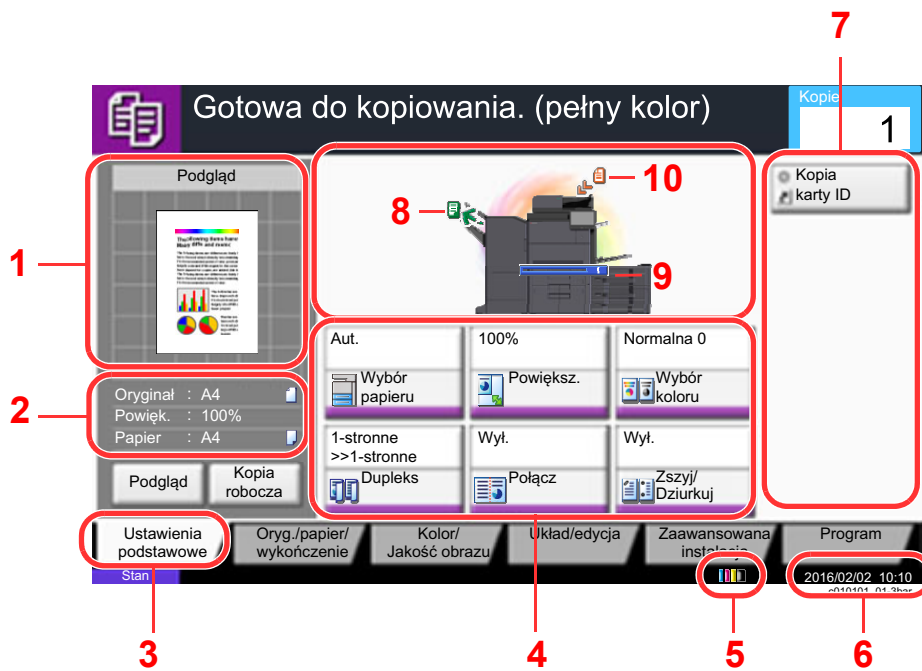 7
Gotowa do kopiowania. (pełny kolor)
Kopie
1
Podgląd
1
8
10
9
Kopia
karty ID
2
Oryginał : A4
Powięk. : 100%
Papier : A4
Podgląd
Kopia
robocza
Aut.
Wybór
papieru
100%
Powiększ.
Normalna 0
Wybór
koloru
1-stronne
>>1-stronne
Dupleks
Wył.
Połącz
Wył.
Zszyj/
Dziurkuj
Ustawienia
podstawowe
Oryg./papier/
wykończenie
Kolor/
Jakość obrazu
Układ/edycja
Zaawansowana
instalacja
Program
Stan
2016/02/02 10:10
3
4
5
6